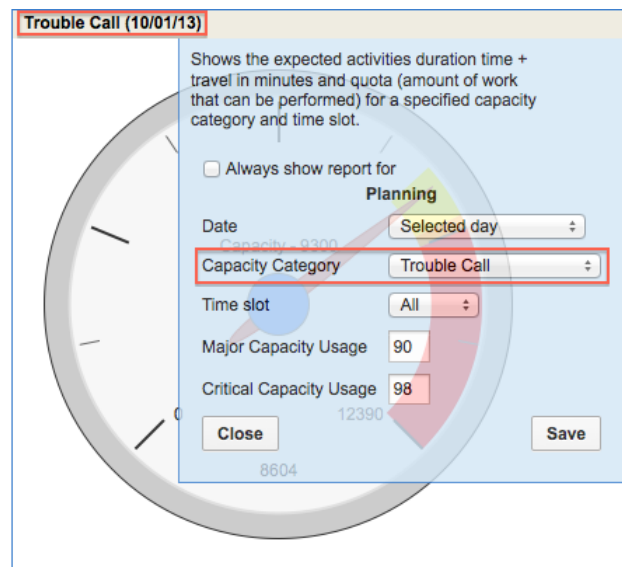 Trouble Call (10/01/13)
Shows the expected activities duration time +
travel in minutes and quota (amount of work
that can be performed) for a specified capacity
category and time slot.
Always show report for
Planning
Date Selected day
Capacity - 9300
Capacity Category Trouble Call
Time slot All
Major Capacity Usage 90
Critical Capacity Usage 98
0 12390
Close Save
8604